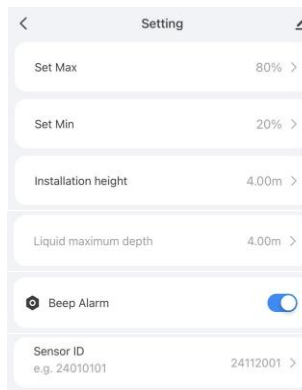 Setting
Set Max 80%
Set Min 20%
Installation height 4.00m
Liquid maximum depth 4.00m
Beep Alarm
Sensor ID
e.g. 24010101 24112001